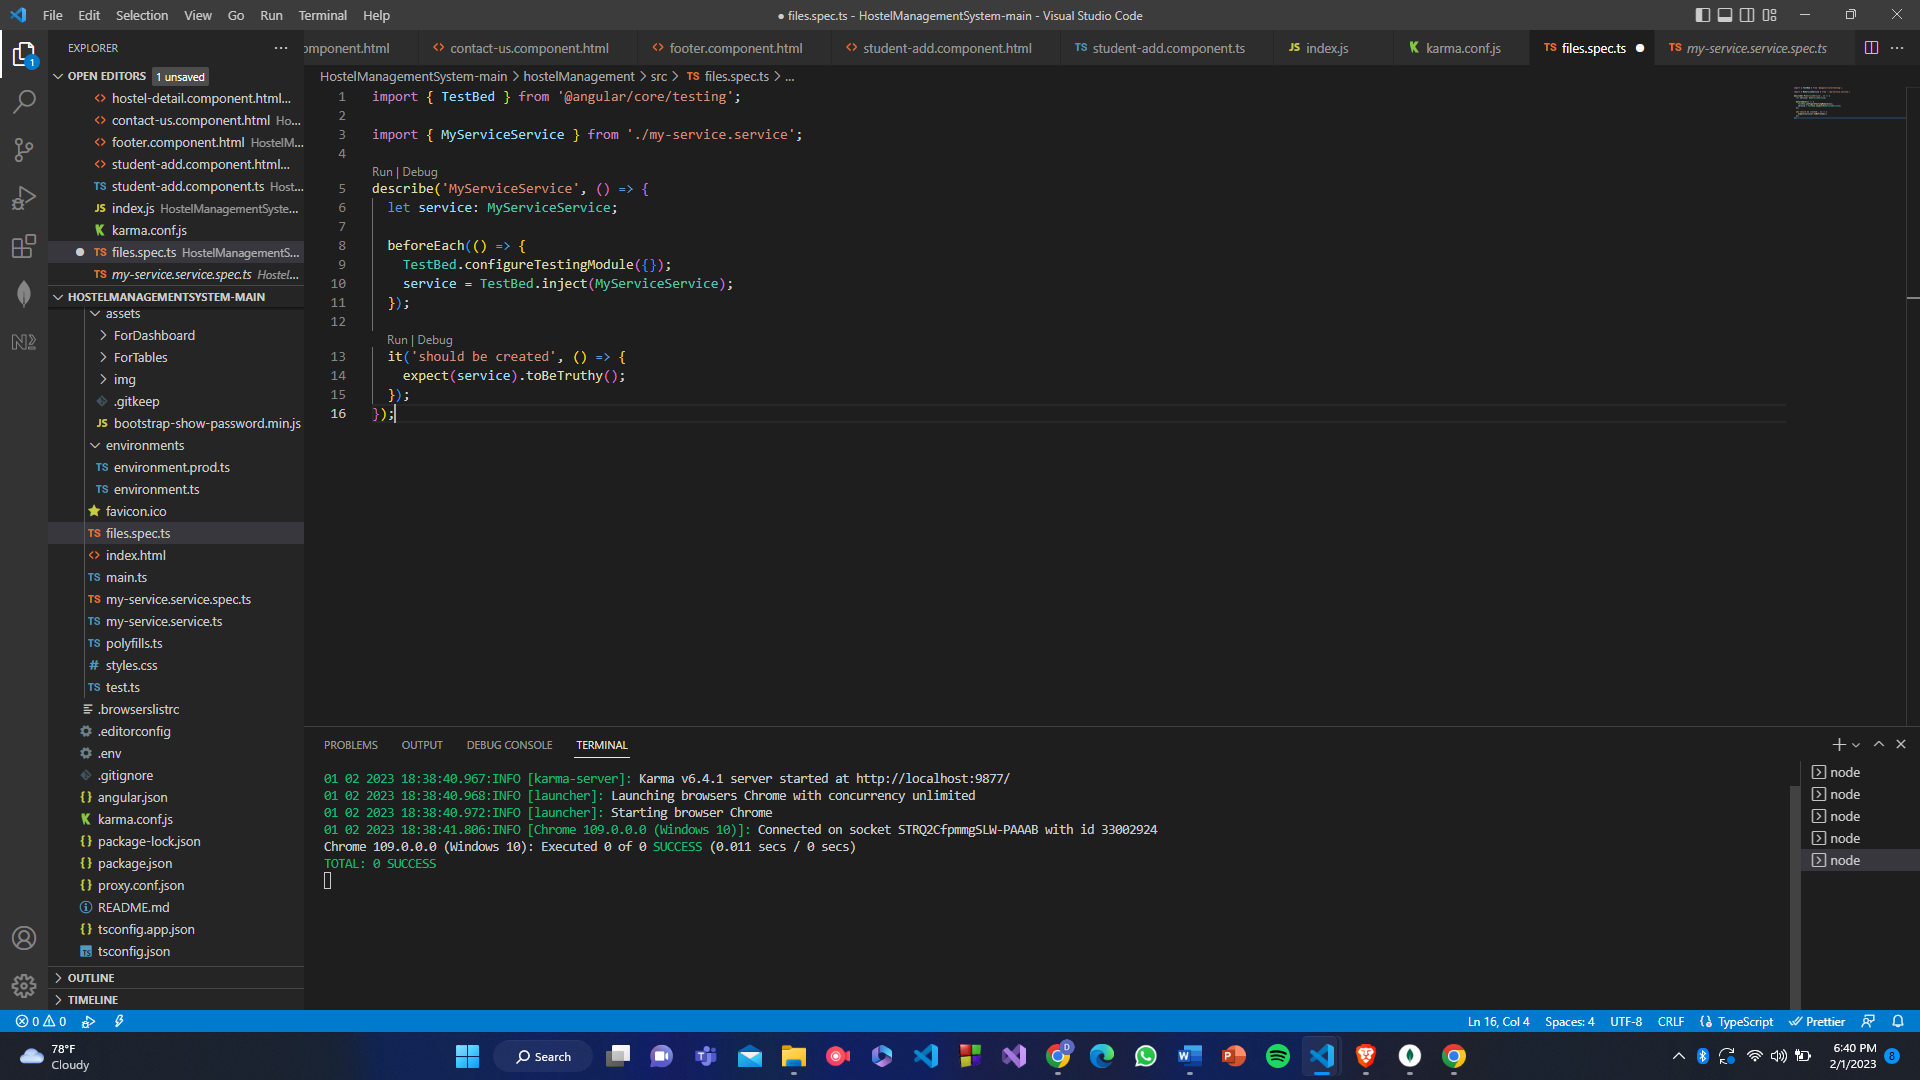 File Edit Selection View Go Run Terminal Help
● files.spec.ts - HostelManagementSystem-main - Visual Studio Code
EXPLORER
omponent.html
contact-us.component.html
footer.component.html
student-add.component.html
TS student-add.component.ts
JS index.js
karma.conf.js
TS files.spec.ts
TS my-service.service.spec.ts
OPEN EDITORS 1 unsaved
hostel-detail.component.html...
contact-us.component.html Ho...
footer.component.html HostelM...
student-add.component.html...
TS student-add.component.ts Host...
JS index.js HostelManagementSyste...
karma.conf.js
TS files.spec.ts HostelManagementS...
TS my-service.service.spec.ts Hostel...
HOSTELMANAGEMENTSYSTEM-MAIN
assets
ForDashboard
ForTables
img
.gitkeep
JS bootstrap-show-password.min.js
environments
TS environment.prod.ts
TS environment.ts
favicon.ico
TS files.spec.ts
index.html
TS main.ts
TS my-service.service.spec.ts
TS my-service.service.ts
TS polyfills.ts
# styles.css
TS test.ts
.browserslistrc
.editorconfig
.env
.gitignore
{} angular.json
karma.conf.js
{} package-lock.json
{} package.json
{} proxy.conf.json
README.md
{} tsconfig.app.json
tsconfig.json
OUTLINE
TIMELINE
HostelManagementSystem-main > hostelManagement > src > TS files.spec.ts > ...
1 import { TestBed } from '@angular/core/testing';
2
3 import { MyServiceService } from './my-service.service';
4
Run | Debug
5 describe('MyServiceService', () => {
6 let service: MyServiceService;
7
8 beforeEach(() => {
9 TestBed.configureTestingModule({});
10 service = TestBed.inject(MyServiceService);
11 });
12
Run | Debug
13 it('should be created', () => {
14 expect(service).toBeTruthy();
15 });
16 });
PROBLEMS OUTPUT DEBUG CONSOLE TERMINAL
01 02 2023 18:38:40.967:INFO [karma-server]: Karma v6.4.1 server started at http://localhost:9877/
01 02 2023 18:38:40.968:INFO [launcher]: Launching browsers Chrome with concurrency unlimited
01 02 2023 18:38:40.972:INFO [launcher]: Starting browser Chrome
01 02 2023 18:38:41.806:INFO [Chrome 109.0.0.0 (Windows 10)]: Connected on socket STRQ2CfpmmgSLW-PAAAB with id 33002924
Chrome 109.0.0.0 (Windows 10): Executed 0 of 0 SUCCESS (0.011 secs / 0 secs)
TOTAL: 0 SUCCESS
node
node
node
node
node
0 0
Ln 16, Col 4 Spaces: 4 UTF-8 CRLF {} TypeScript Prettier
78°F
Cloudy
Search
6:40 PM
2/1/2023
8